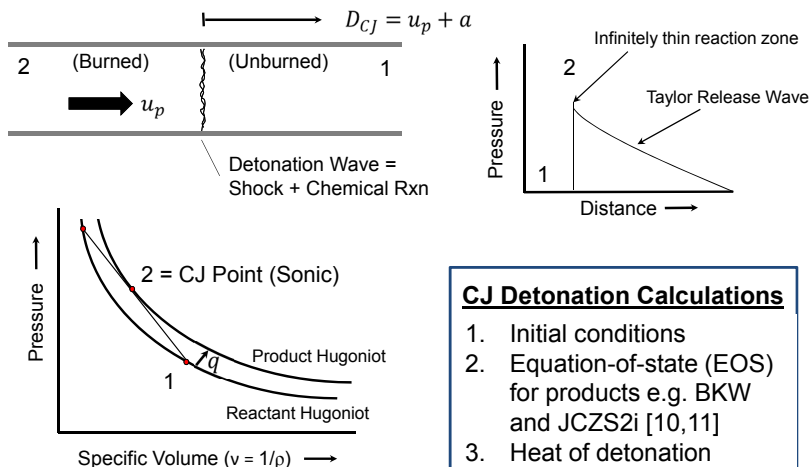 D_{CJ} = u_p + a
2
(Burned)
(Unburned)
1
u_p
Detonation Wave =
Shock + Chemical Rxn
Infinitely thin reaction zone
2
Taylor Release Wave
Pressure
1
Distance
2 = CJ Point (Sonic)
Pressure
q
1
Product Hugoniot
Reactant Hugoniot
Specific Volume (ν = 1/ρ)
CJ Detonation Calculations
1. Initial conditions
2. Equation-of-state (EOS)
for products e.g. BKW
and JCZS2i [10,11]
3. Heat of detonation